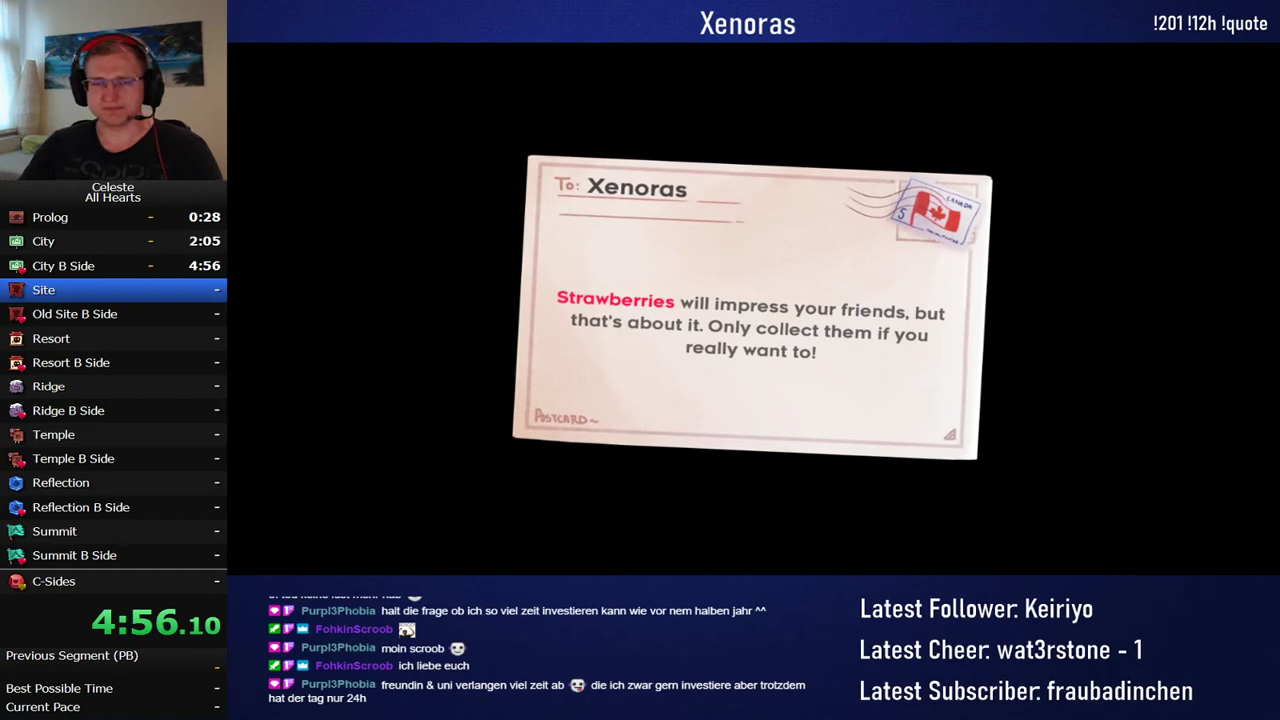 Xenoras
!201 !12h !quote
Celeste
All Hearts
Prolog - 0:28
City - 2:05
City B Side - 4:56
Site -
Old Site B Side -
Resort -
Resort B Side -
Ridge -
Ridge B Side -
Temple -
Temple B Side -
Reflection -
Reflection B Side -
Summit -
Summit B Side -
C-Sides -
4:56.10
Previous Segment (PB)
-
Best Possible Time -
Current Pace -
To: Xenoras
CANADA
5
Strawberries will impress your friends, but
that's about it. Only collect them if you
really want to!
POSTCARD~
Purpl3Phobia halt die frage ob ich so viel zeit investieren kann wie vor nem halben jahr ^^
FohkinScroob
Purpl3Phobia moin scroob
FohkinScroob ich liebe euch
Purpl3Phobia freundin & uni verlangen viel zeit ab die ich zwar gern investiere aber trotzdem
hat der tag nur 24h
Latest Follower: Keiriyo
Latest Cheer: wat3rstone - 1
Latest Subscriber: fraubadinchen